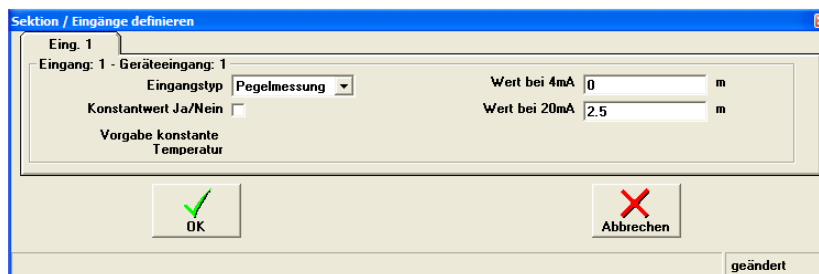 Sektion / Eingänge definieren
Eing. 1
Eingang: 1 - Geräteeingang: 1
Eingangstyp Pegelmessung Wert bei 4mA 0 m
Konstantwert Ja/Nein Wert bei 20mA 2.5 m
Vorgabe konstante
Temperatur
OK Abbrechen
geändert